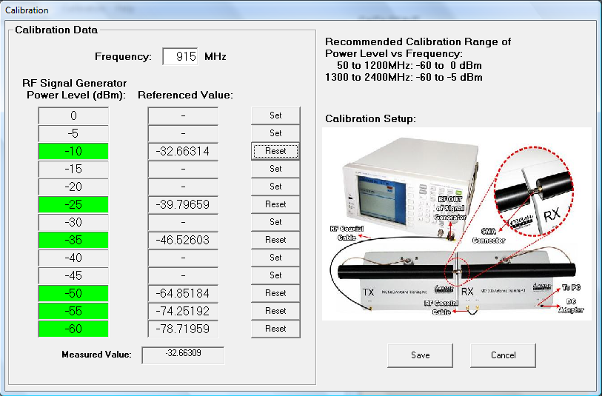 Calibration
Calibration Data
Frequency: 915 MHz
RF Signal Generator
Power Level (dBm): Referenced Value:
0 - Set
-5 - Set
-10 -32.66314 Reset
-15 - Set
-20 - Set
-25 -39.79659 Reset
-30 - Set
-35 -46.52603 Reset
-40 - Set
-45 - Set
-50 -64.85184 Reset
-55 -74.25192 Reset
-60 -78.71959 Reset
Measured Value: -32.66309
Recommended Calibration Range of
Power Level vs Frequency:
50 to 1200MHz: -60 to 0 dBm
1300 to 2400MHz: -60 to -5 dBm
Calibration Setup:
RF OUT
of Signal
Generator
RF Coaxial
Cable
SMA
Connector
RX
TX
RX
RF Coaxial
Cable
To PC
DC
Adapter
Save Cancel